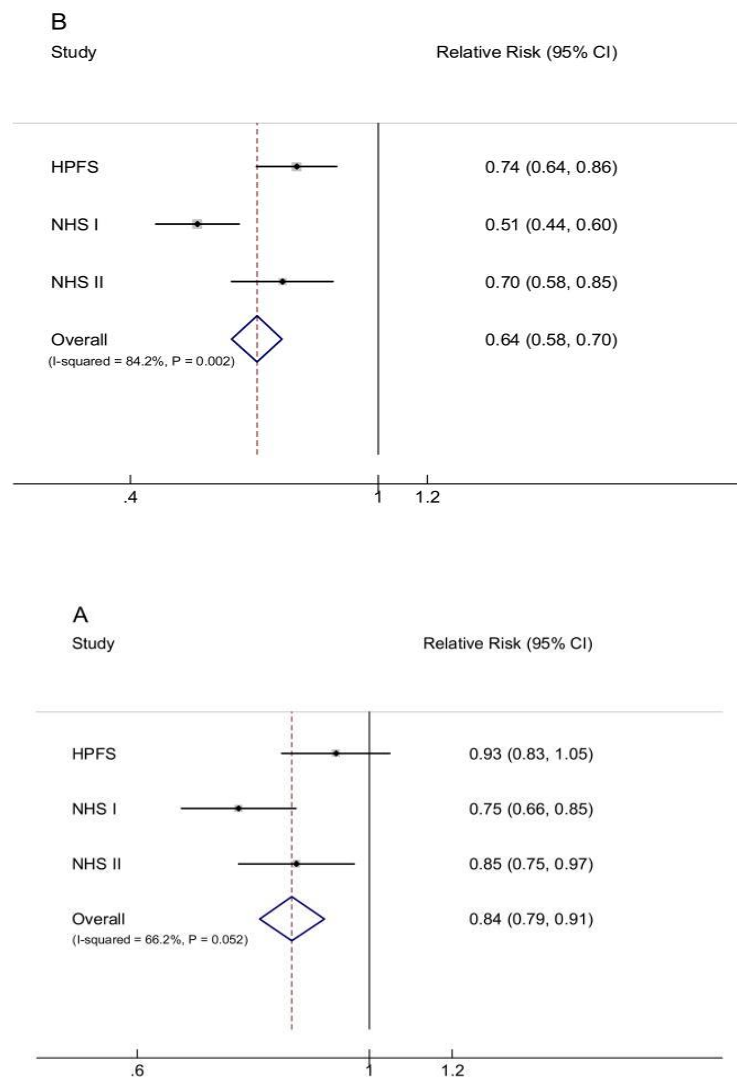 B
Study Relative Risk (95% CI)
HPFS 0.74 (0.64, 0.86)
NHS I 0.51 (0.44, 0.60)
NHS II 0.70 (0.58, 0.85)
Overall 0.64 (0.58, 0.70)
(I-squared = 84.2%, P = 0.002)
.4 1 1.2
A
Study Relative Risk (95% CI)
HPFS 0.93 (0.83, 1.05)
NHS I 0.75 (0.66, 0.85)
NHS II 0.85 (0.75, 0.97)
Overall 0.84 (0.79, 0.91)
(I-squared = 66.2%, P = 0.052)
.6 1 1.2